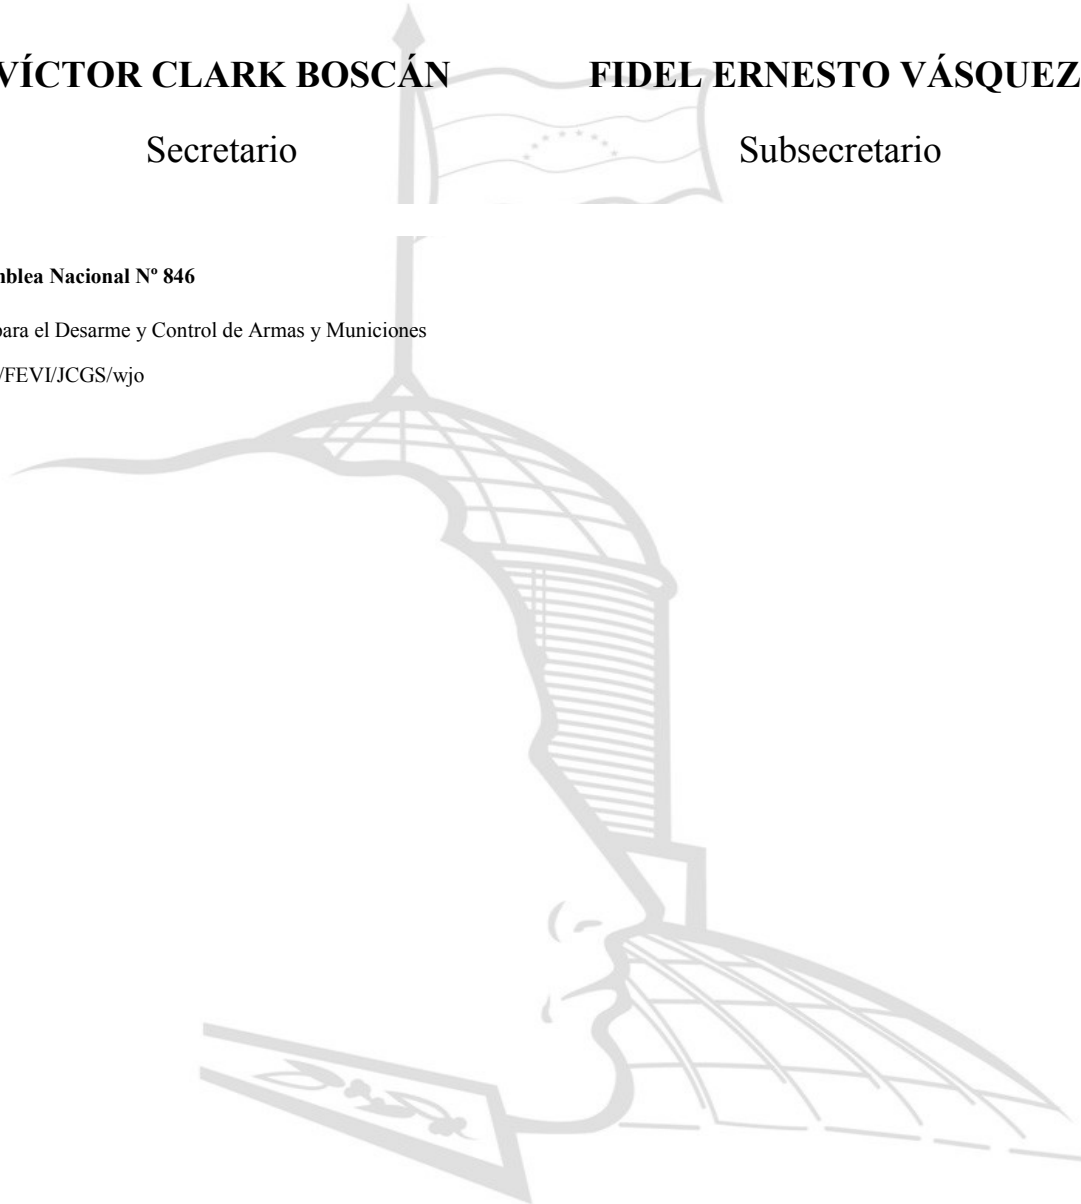 VÍCTOR CLARK BOSCÁN FIDEL ERNESTO VÁSQUEZ
Secretario Subsecretario
Nacional Nº 846
para el Desarme y Control de Armas y Municiones
/FEVI/JCGS/wjo